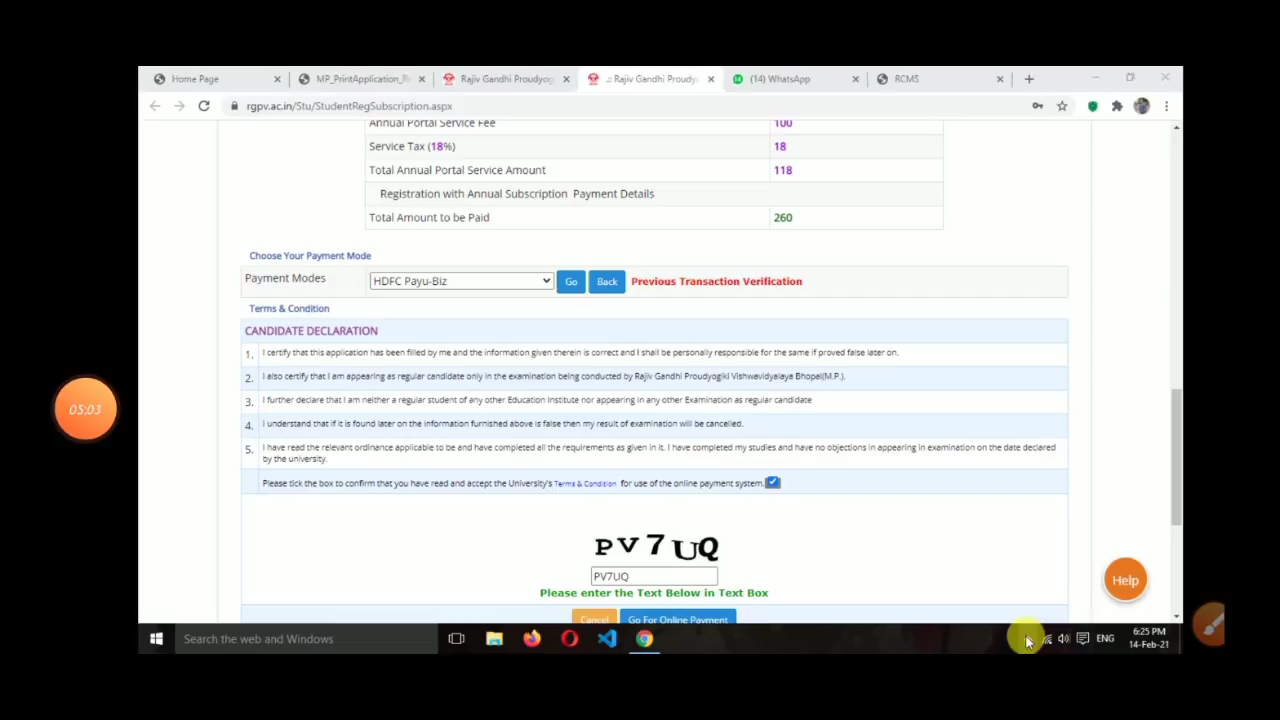 Home Page
MP_PrintApplication_Re
Rajiv Gandhi Proudyog
.:: Rajiv Gandhi Proudy
(14) WhatsApp
RCMS
rgpv.ac.in/Stu/StudentRegSubscription.aspx
Annual Portal Service Fee 100
Service Tax (18%) 18
Total Annual Portal Service Amount 118
Registration with Annual Subscription Payment Details
Total Amount to be Paid 260
Choose Your Payment Mode
Payment Modes HDFC Payu-Biz Go Back Previous Transaction Verification
Terms & Condition
CANDIDATE DECLARATION
1. I certify that this application has been filled by me and the information given therein is correct and I shall be personally responsible for the same if proved false later on.
2. I also certify that I am appearing as regular candidate only in the examination being conducted by Rajiv Gandhi Proudyogiki Vishwavidyalaya Bhopal(M.P.).
3. I further declare that I am neither a regular student of any other Education Institute nor appearing in any other Examination as regular candidate
4. I understand that if it is found later on the information furnished above is false then my result of examination will be cancelled.
5. I have read the relevant ordinance applicable to be and have completed all the requirements as given in it. I have completed my studies and have no objections in appearing in examination on the date declared
by the university.
Please tick the box to confirm that you have read and accept the University's Terms & Condition for use of the online payment system.
05:03
PV7UQ
PV7UQ
Please enter the Text Below in Text Box
Help
Cancel Go For Online Payment
Search the web and Windows
ENG
6:25 PM
14-Feb-21